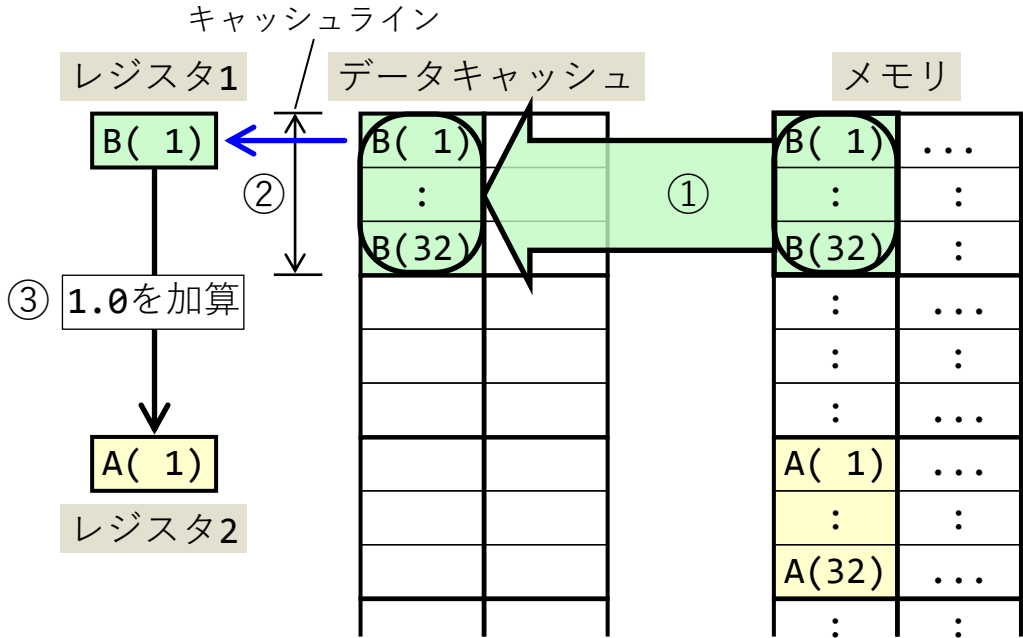 キャッシュライン
レジスタ1 データキャッシュ メモリ
B( 1) B( 1) B( 1) ...
② : ① : :
B(32) B(32) :
③ 1.0を加算 : ...
: :
: ...
A( 1) A( 1) ...
: :
レジスタ2
A(32) ...
: :